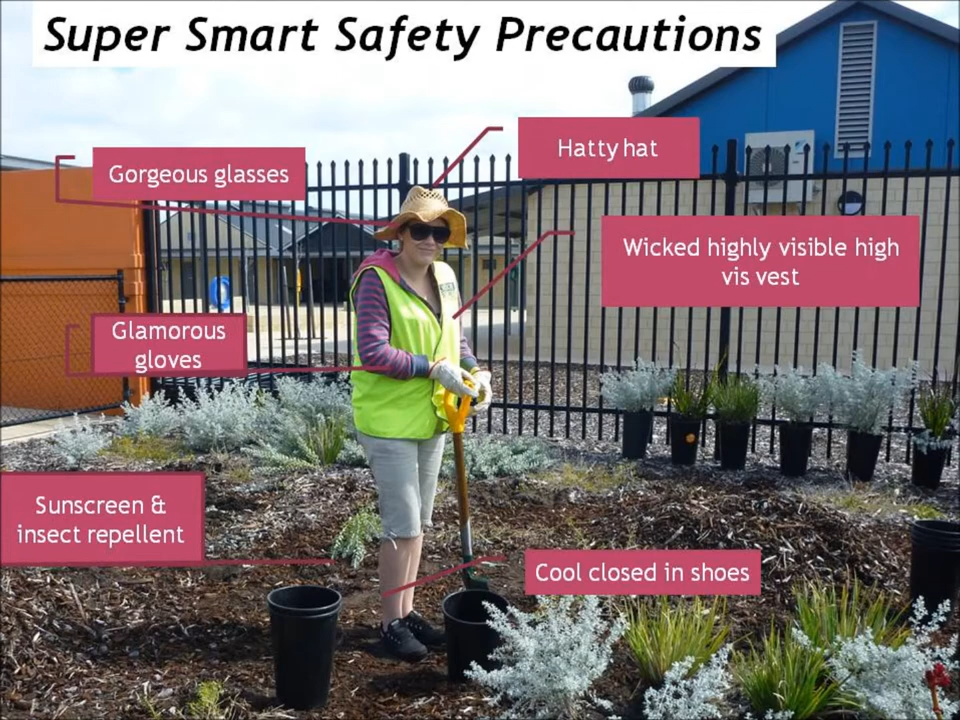 Super Smart Safety Precautions
Hatty hat
Gorgeous glasses
Wicked highly visible high
vis vest
Glamorous
gloves
Sunscreen &
insect repellent
Cool closed in shoes